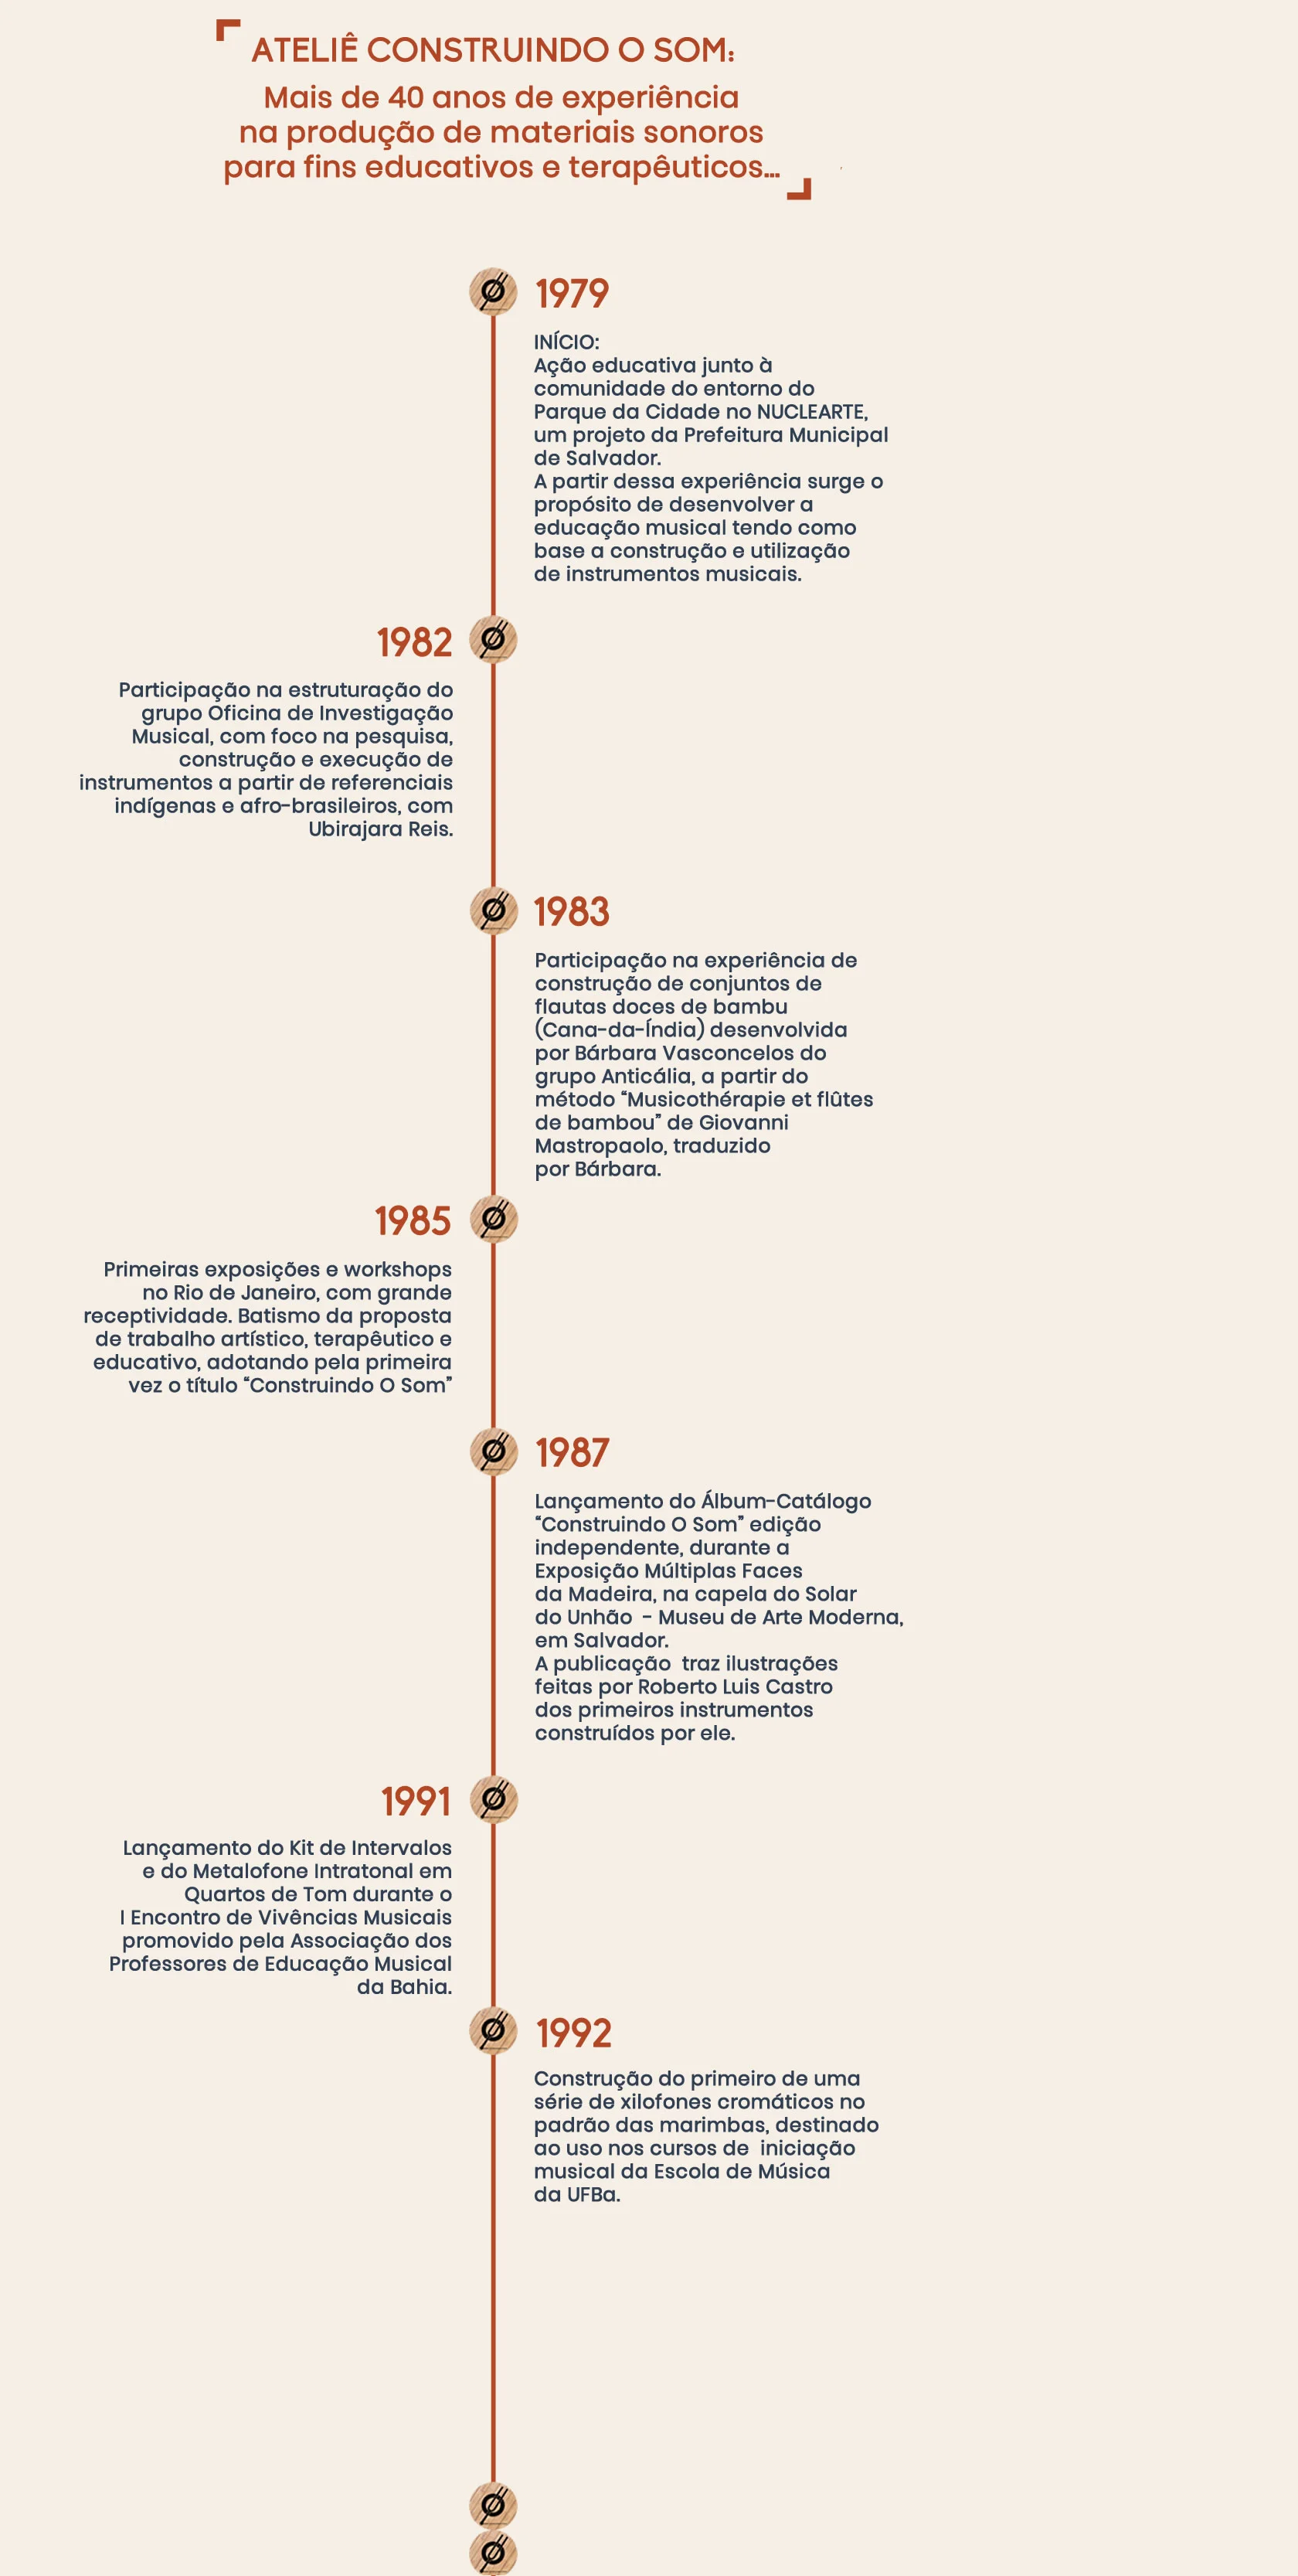 ATELIÊ CONSTRUINDO O SOM:
Mais de 40 anos de experiência
na produção de materiais sonoros
para fins educativos e terapêuticos...
1979
INÍCIO:
Ação educativa junto à
comunidade do entorno do
Parque da Cidade no NUCLEARTE,
um projeto da Prefeitura Municipal
de Salvador.
A partir dessa experiência surge o
propósito de desenvolver a
educação musical tendo como
base a construção e utilização
de instrumentos musicais.
1982
Participação na estruturação do
grupo Oficina de Investigação
Musical, com foco na pesquisa,
construção e execução de
instrumentos a partir de referenciais
indígenas e afro-brasileiros, com
Ubirajara Reis.
1983
Participação na experiência de
construção de conjuntos de
flautas doces de bambu
(Cana-da-Índia) desenvolvida
por Bárbara Vasconcelos do
grupo Anticália, a partir do
método “Musicothérapie et flûtes
de bambou” de Giovanni
Mastropaolo, traduzido
por Bárbara.
1985
Primeiras exposições e workshops
no Rio de Janeiro, com grande
receptividade. Batismo da proposta
de trabalho artístico, terapêutico e
educativo, adotando pela primeira
vez o título “Construindo O Som”
1987
Lançamento do Álbum-Catálogo
“Construindo O Som” edição
independente, durante a
Exposição Múltiplas Faces
da Madeira, na capela do Solar
do Unhão - Museu de Arte Moderna,
em Salvador.
A publicação traz ilustrações
feitas por Roberto Luis Castro
dos primeiros instrumentos
construídos por ele.
1991
Lançamento do Kit de Intervalos
e do Metalofone Intratonal em
Quartos de Tom durante o
I Encontro de Vivências Musicais
promovido pela Associação dos
Professores de Educação Musical
da Bahia.
1992
Construção do primeiro de uma
série de xilofones cromáticos no
padrão das marimbas, destinado
ao uso nos cursos de iniciação
musical da Escola de Música
da UFBa.